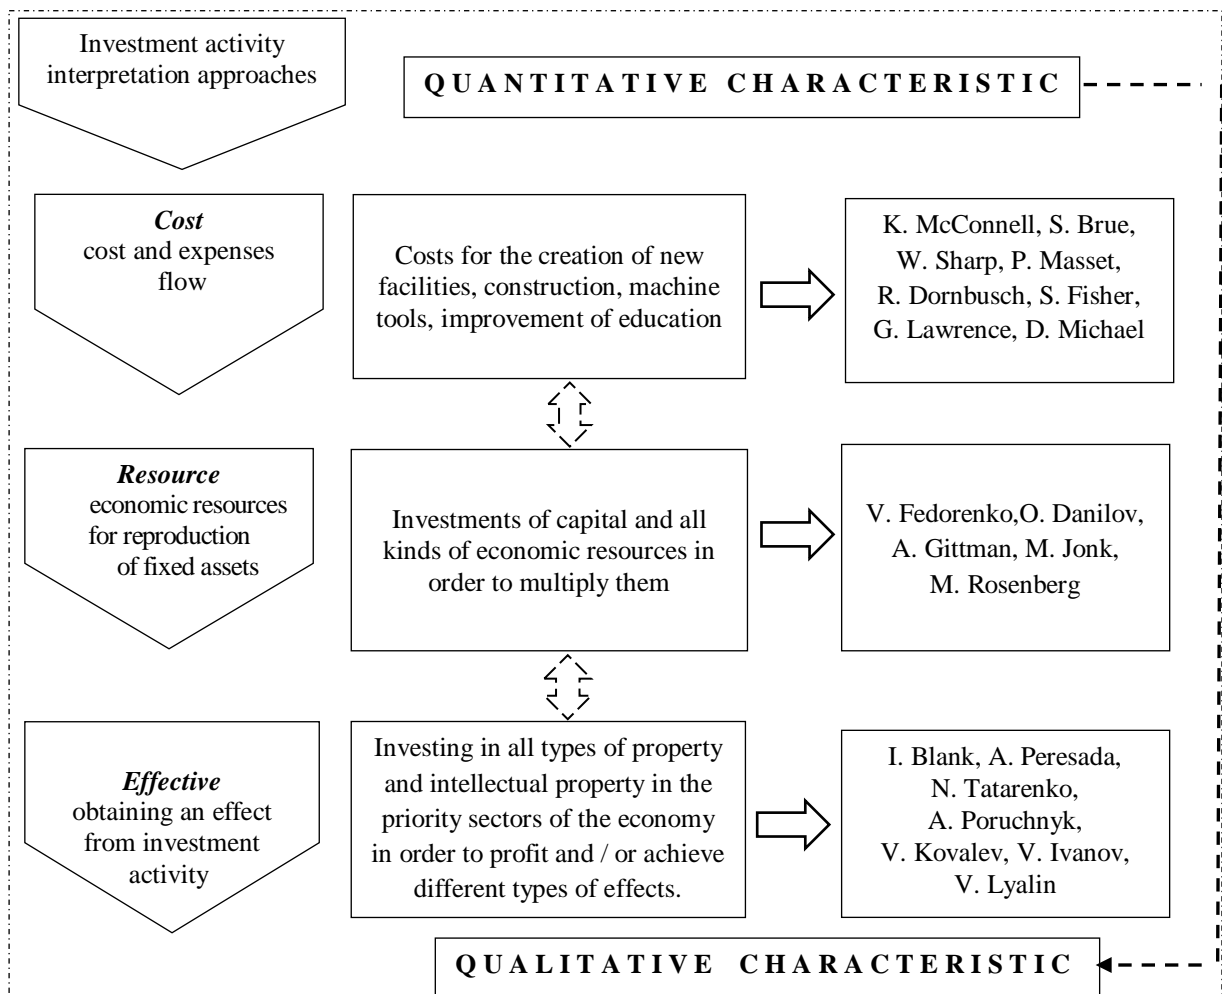 Investment activity
interpretation approaches
QUANTITATIVE CHARACTERISTIC
Cost
cost and expenses
flow
Costs for the creation of new
facilities, construction, machine
tools, improvement of education
K. McConnell, S. Brue,
W. Sharp, P. Masset,
R. Dornbusch, S. Fisher,
G. Lawrence, D. Michael
Resource
economic resources
for reproduction
of fixed assets
Investments of capital and all
kinds of economic resources in
order to multiply them
V. Fedorenko,O. Danilov,
A. Gittman, M. Jonk,
M. Rosenberg
Effective
obtaining an effect
from investment
activity
Investing in all types of property
and intellectual property in the
priority sectors of the economy
in order to profit and / or achieve
different types of effects.
I. Blank, A. Peresada,
N. Tatarenko,
A. Poruchnyk,
V. Kovalev, V. Ivanov,
V. Lyalin
QUALITATIVE CHARACTERISTIC